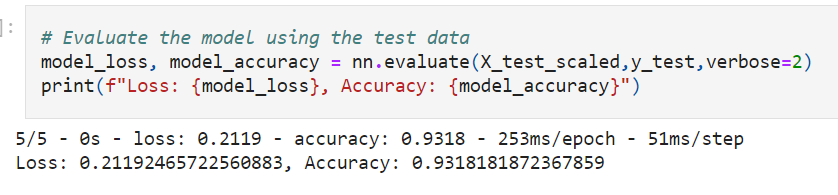 ]:
# Evaluate the model using the test data
model_loss, model_accuracy = nn.evaluate(X_test_scaled,y_test,verbose=2)
print(f"Loss: {model_loss}, Accuracy: {model_accuracy}")
5/5 - 0s - loss: 0.2119 - accuracy: 0.9318 - 253ms/epoch - 51ms/step
Loss: 0.21192465722560883, Accuracy: 0.9318181872367859